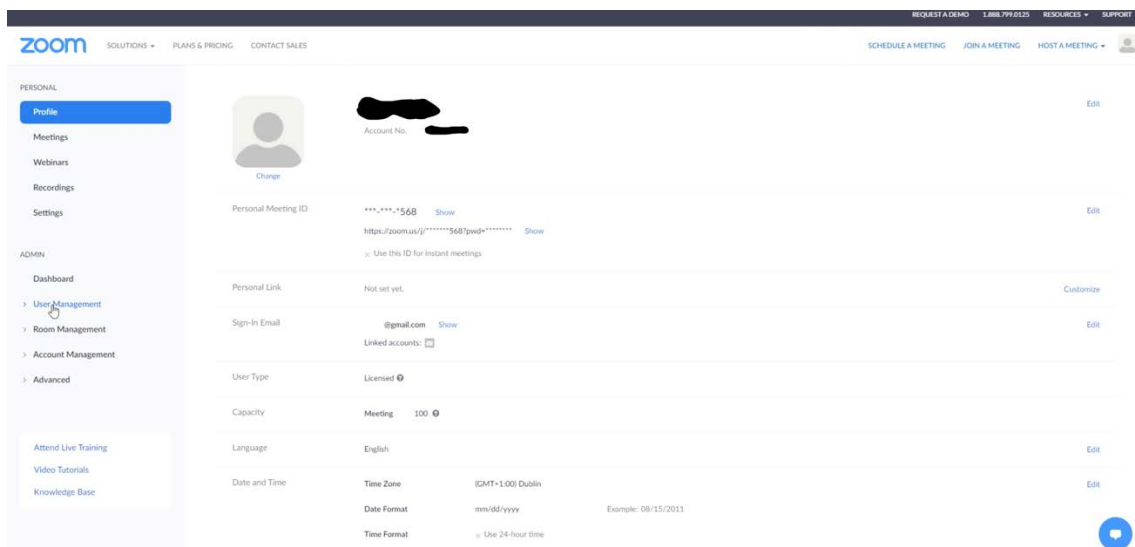 REQUEST A DEMO 1.888.799.0125 RESOURCES SUPPORT
zoom SOLUTIONS PLANS & PRICING CONTACT SALES SCHEDULE A MEETING JOIN A MEETING HOST A MEETING
PERSONAL
Profile
Meetings
Webinars
Recordings
Settings
ADMIN
Dashboard
User Management
Room Management
Account Management
Advanced
Attend Live Training
Video Tutorials
Knowledge Base
Change
Account No.
Edit
Personal Meeting ID ***-***-*568 Show Edit
https://zoom.us/j/*******568?pwd=******** Show
× Use this ID for instant meetings
Personal Link Not set yet. Customize
Sign-In Email @gmail.com Show Edit
Linked accounts:
User Type Licensed
Capacity Meeting 100
Language English Edit
Date and Time Time Zone (GMT+1:00) Dublin Edit
Date Format mm/dd/yyyy Example: 08/15/2011
Time Format × Use 24-hour time